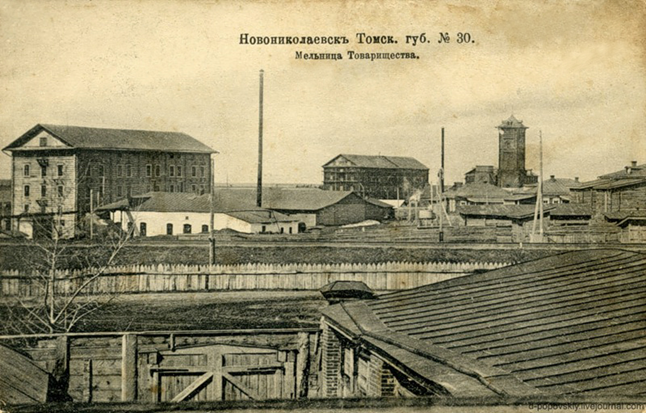 Новониколаевскъ Томск. губ. № 30.
Мельница Товарищества.
s-popovskiy.livejournal.com